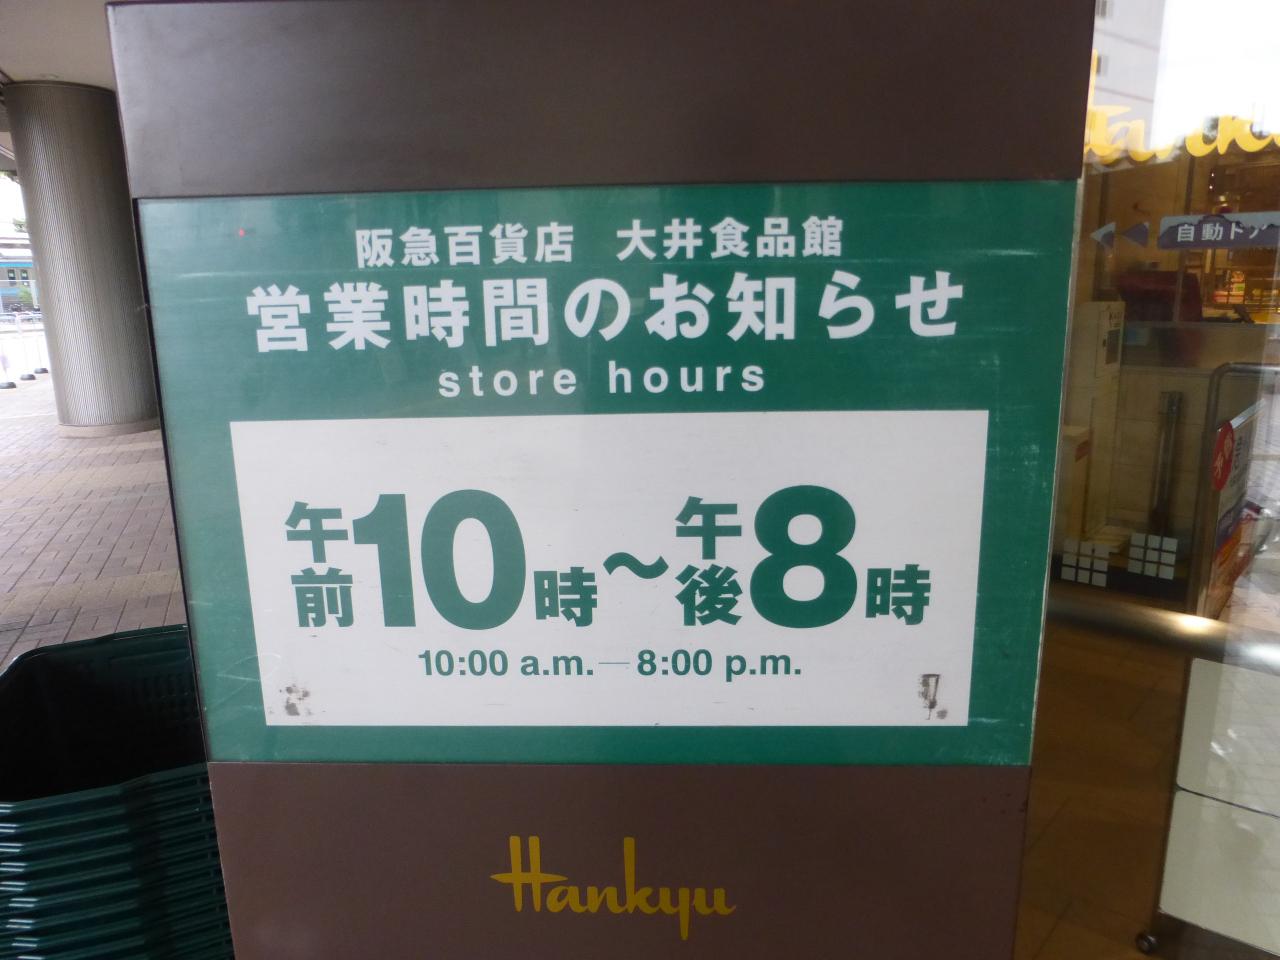 阪急百貨店 大井食品館
営業時間のお知らせ
store hours
午前10時〜午後8時
10:00 a.m.—8:00 p.m.
Hankyu
自動ドア